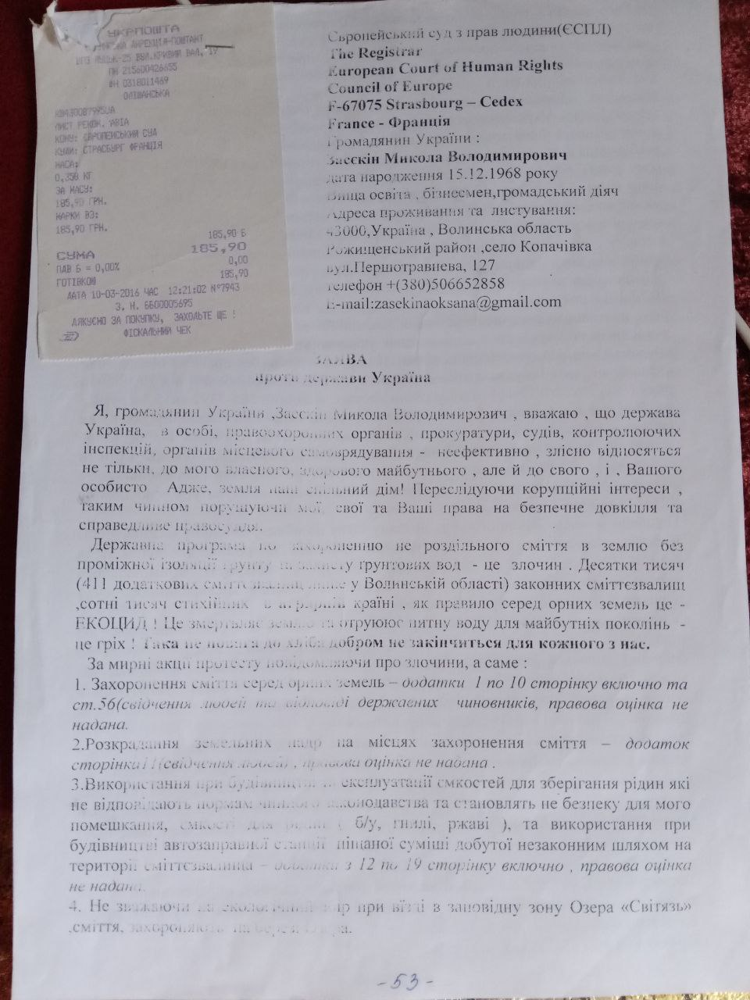 УКРПОШТА
ДИРЕКЦІЯ-ПОШТАМТ
ВПЗ ЛУЦЬК-25 ВУЛ.КРИВИЙ ВАЛ, 19
ПН 215600426655
ФН 0318011469
ОЛІШАНСЬКА
RB430087995UA
ЛИСТ РЕКОМ. АВІА
КОМУ: ЄВРОПЕЙСЬКИЙ СУД
КУДИ: СТРАСБУРГ ФРАНЦІЯ
МАСА:
0,350 КГ
ЗА МАСУ:
185,90 ГРН.
МАРКИ ВЗ:
185,90 ГРН.
185,90 Б
СУМА 185,90
ПДВ Б = 0,00% 0,00
ГОТІВКОЮ 185,90
ДАТА 10-03-2016 ЧАС 12:21:02 №7943
З. Н. ББ00005695
ДЯКУЄМО ЗА ПОКУПКУ, ЗАХОДЬТЕ ЩЕ !
ФІСКАЛЬНИЙ ЧЕК
Європейський суд з прав людини(ЄСПЛ)
The Registrar
European Court of Human Rights
Council of Europe
F-67075 Strasbourg – Cedex
France - Франція
Громадянин України :
Засєкін Микола Володимирович
Дата народження 15.12.1968 року
Вища освіта , бізнесмен,громадський діяч
Адреса проживання та листування:
43000,Україна , Волинська область
Рожищенський район ,село Копачівка
вул.Першотравнева, 127
телефон +(380)506652858
E-mail:zasekinaoksana@gmail.com
ЗАЯВА
проти держави Україна
Я, громадянин України ,Засєкін Микола Володимирович , вважаю , що держава
Україна, в особі, правоохоронних органів , прокуратури, судів, контролюючих
інспекцій, органів місцевого самоврядування - неефективно , злісно відносяться
не тільки, до мого власного, здорового майбутнього , але й до свого , і , Вашого
особисто Адже, земля наш спільний дім! Переслідуючи корупційні інтереси ,
таким чином порушуючи мої, свої та Ваші права на безпечне довкілля та
справедливе правосуддя.
Державна програма по захороненню не роздільного сміття в землю без
проміжної ізоляції ґрунту та захисту ґрунтових вод - це злочин . Десятки тисяч
(411 додаткових сміттєзвалищ лише у Волинській області) законних сміттєзвалищ
,сотні тисяч стихійних в аграрній країні , як правило серед орних земель це -
ЕКОЦИД ! Це змертвляє землю та отруює питну воду для майбутніх поколінь -
це гріх ! Така не повага до хліба добром не закінчиться для кожного з нас.
За мирні акції протесту повідомляючи про злочини, а саме :
1. Захоронення сміття серед орних земель – додатки 1 по 10 сторінку включно та
ст.56(свідчення людей та відповіді державних чиновників, правова оцінка не
надана.
2.Розкрадання земельних надр на місцях захоронення сміття – додаток
сторінка11(свідчення людей) , правова оцінка не надана .
3.Використання при будівництві та експлуатації ємкостей для зберігання рідин які
не відповідають нормам чинного законодавства та становлять не безпеку для мого
помешкання, ємкості для ( б/у, гнилі, ржаві ), та використання при
будівництві автозаправної станції піщаної суміші добутої незаконним шляхом на
території сміттєзвалища – додатки з 12 по 19 сторінку включно , правова оцінка
не надана.
4. Не зважаючи на екологічний збір при візді в заповідну зону Озера «Світязь»
,сміття, захороняють на березі Озера.
- 53 -